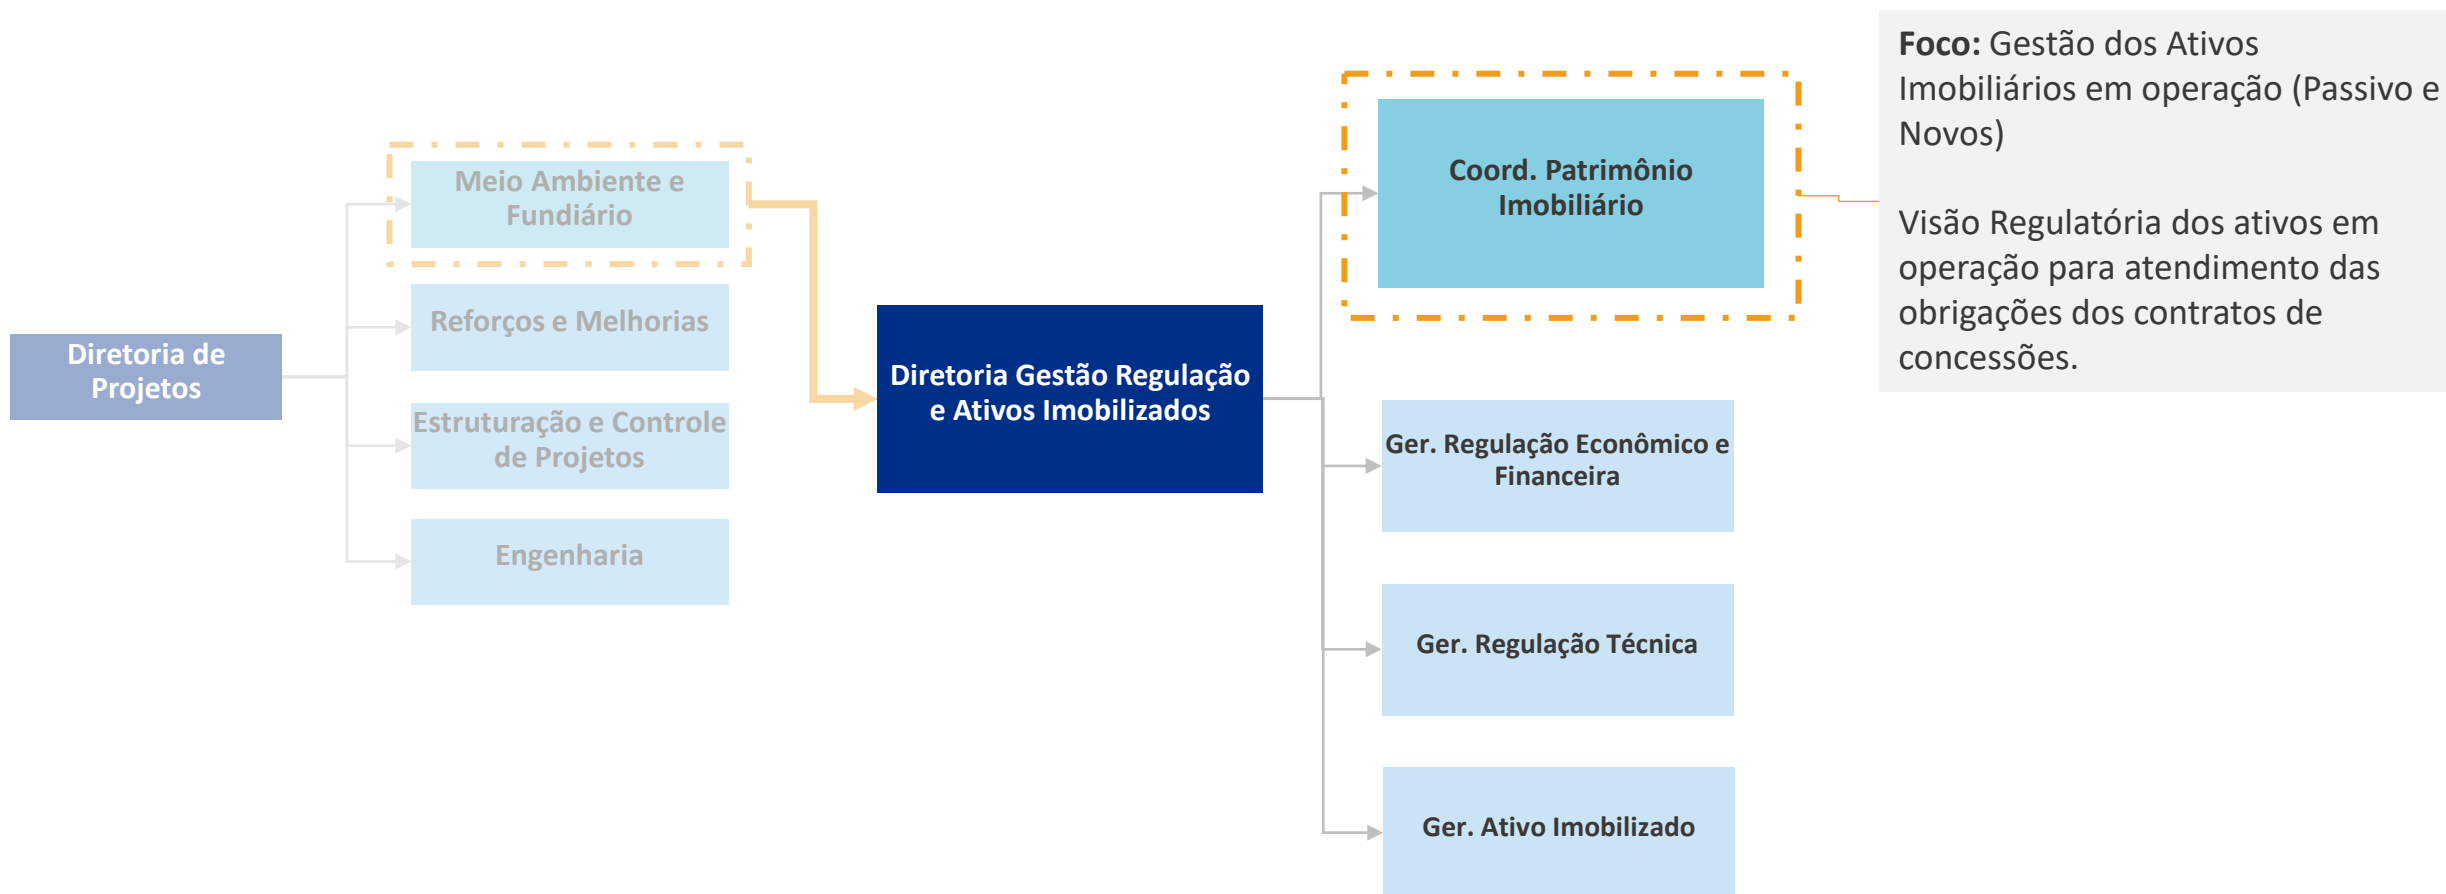 Diretoria de
Projetos
Meio Ambiente e
Fundiário
Reforços e Melhorias
Estruturação e Controle
de Projetos
Engenharia
Diretoria Gestão Regulação
e Ativos Imobilizados
Coord. Patrimônio
Imobiliário
Ger. Regulação Econômico e
Financeira
Ger. Regulação Técnica
Ger. Ativo Imobilizado
Foco: Gestão dos Ativos
Imobiliários em operação (Passivo e
Novos)
Visão Regulatória dos ativos em
operação para atendimento das
obrigações dos contratos de
concessões.